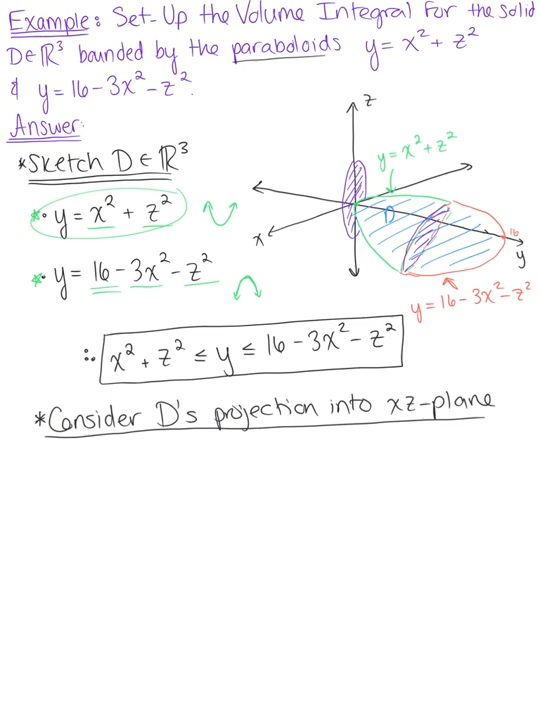 Example: Set-Up the Volume Integral for the Solid
D∈ℝ³ bounded by the paraboloids y = x² + z²
& y = 16 - 3x² - z².
Answer:
*Sketch D∈ℝ³
*• y = x² + z²
*• y = 16 - 3x² - z²
z
y = x² + z²
D
x
16
y
y = 16 - 3x² - z²
∴ x² + z² ≤ y ≤ 16 - 3x² - z²
*Consider D's projection into xz-plane